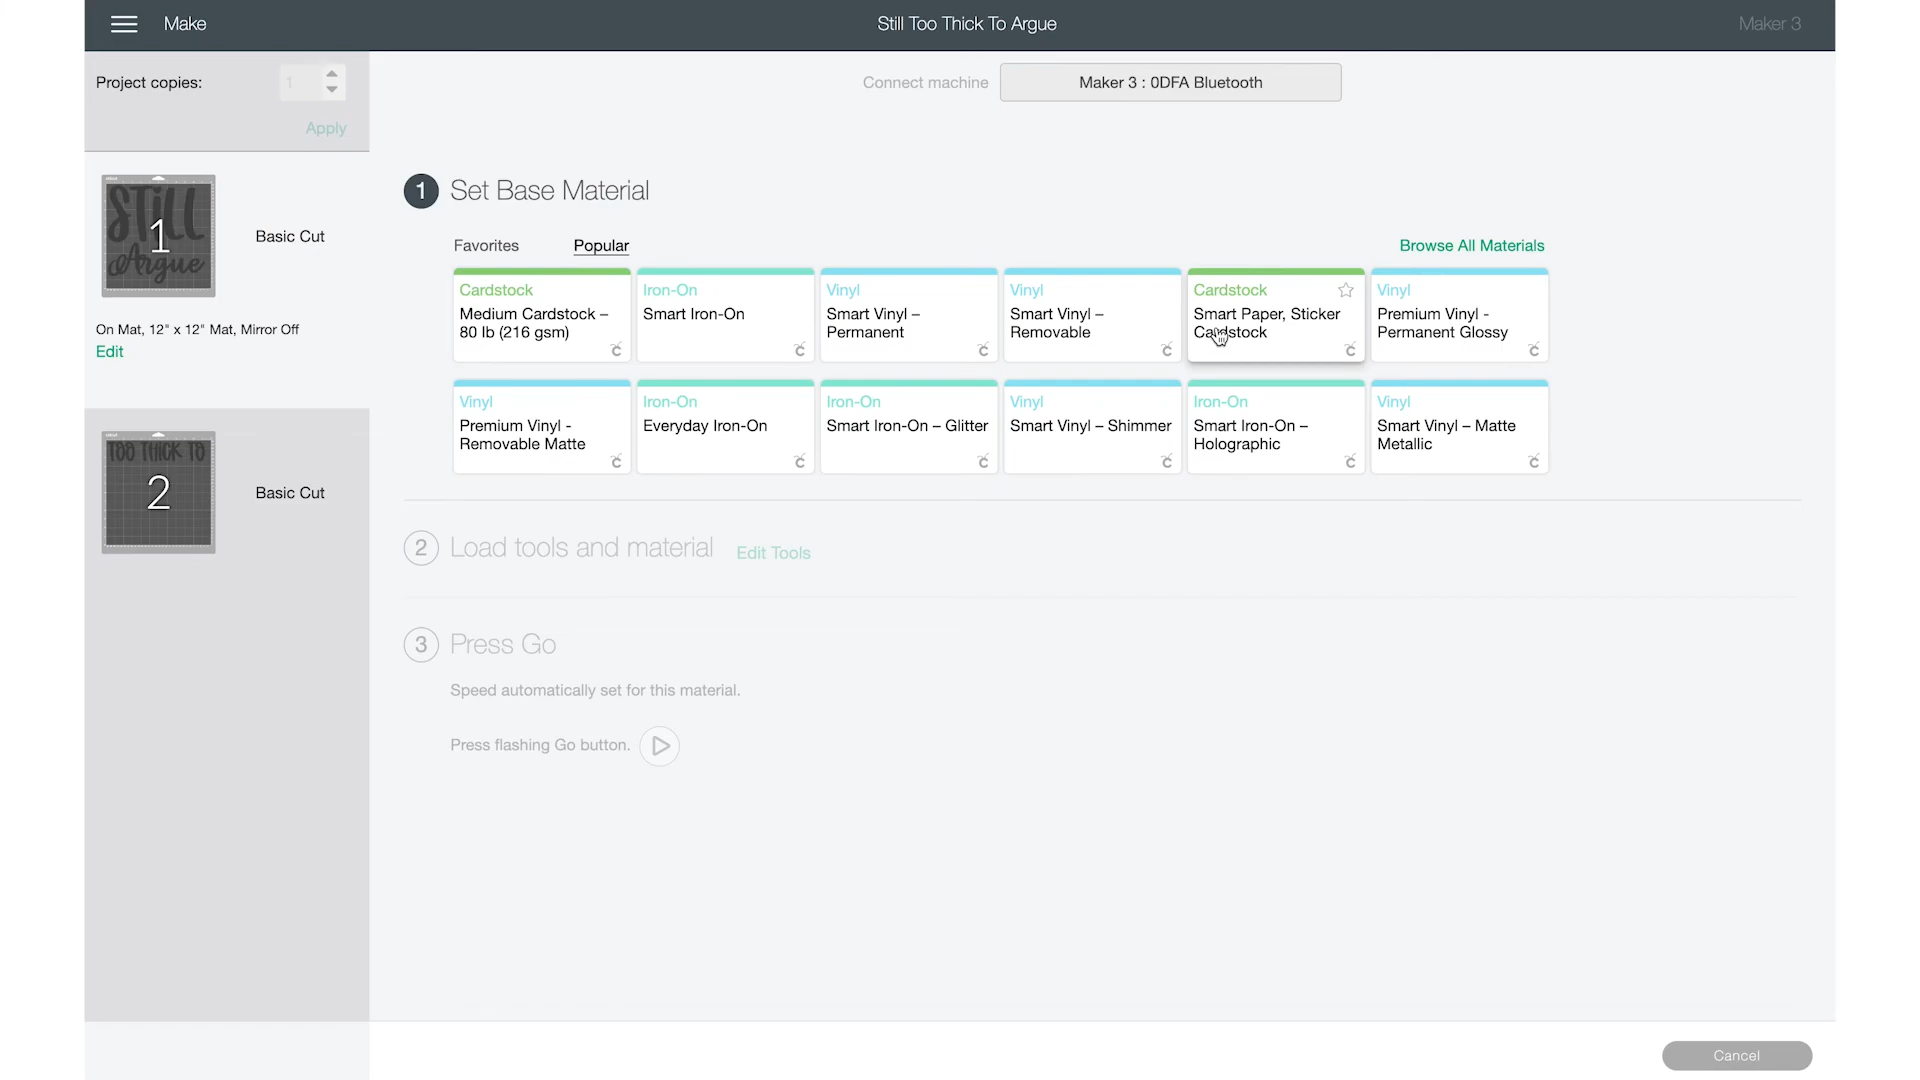 Make
Still Too Thick To Argue
Maker 3
Project copies:
1
Apply
Connect machine
Maker 3 : 0DFA Bluetooth
STILL
Argue
1
Basic Cut
On Mat, 12" x 12" Mat, Mirror Off
Edit
TOO THICK TO
2
Basic Cut
1 Set Base Material
Favorites
Popular
Browse All Materials
Cardstock
Medium Cardstock –
80 lb (216 gsm)
Iron-On
Smart Iron-On
Vinyl
Smart Vinyl –
Permanent
Vinyl
Smart Vinyl –
Removable
Cardstock
Smart Paper, Sticker
Cardstock
Vinyl
Premium Vinyl -
Permanent Glossy
Vinyl
Premium Vinyl -
Removable Matte
Iron-On
Everyday Iron-On
Iron-On
Smart Iron-On – Glitter
Vinyl
Smart Vinyl – Shimmer
Iron-On
Smart Iron-On –
Holographic
Vinyl
Smart Vinyl – Matte
Metallic
2 Load tools and material
Edit Tools
3 Press Go
Speed automatically set for this material.
Press flashing Go button.
Cancel